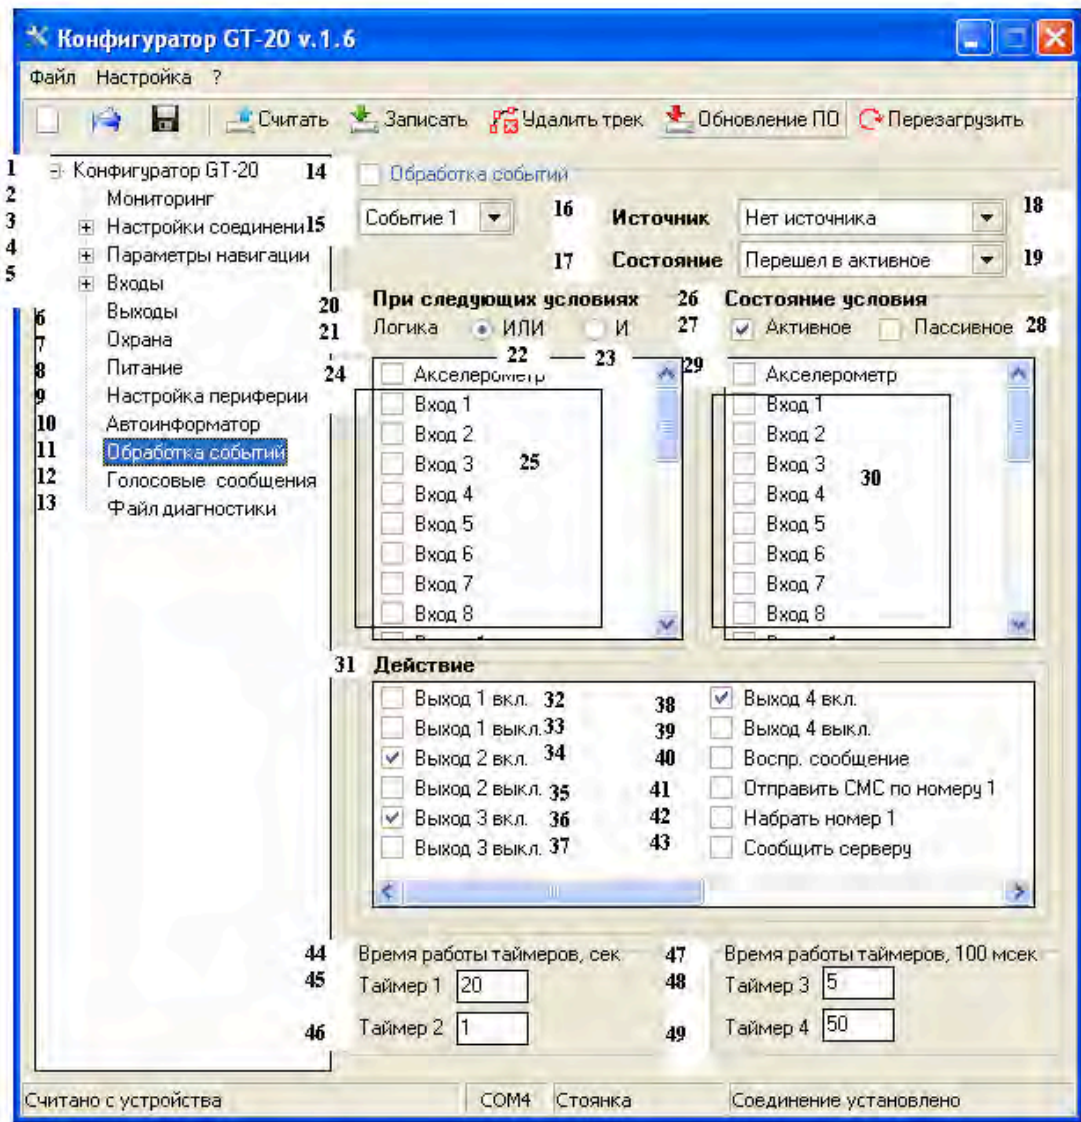 Конфигуратор GT-20 v.1.6
Файл Настройка ?
Считать Записать Удалить трек Обновление ПО Перезагрузить
1 Конфигуратор GT-20
2 Мониторинг
3 Настройки соединени
4 Параметры навигации
5 Входы
6 Выходы
7 Охрана
8 Питание
9 Настройка периферии
10 Автоинформатор
11 Обработка событий
12 Голосовые сообщения
13 Файл диагностики
14 Обработка событий
15 Событие 1 16 Источник Нет источника 18
17 Состояние Перешел в активное 19
20 При следующих условиях 26 Состояние условия
21 Логика ИЛИ И 27 Активное Пассивное 28
22 23
24 Акселерометр 29 Акселерометр
Вход 1 Вход 1
Вход 2 Вход 2
Вход 3 25 Вход 3
30
Вход 4 Вход 4
Вход 5 Вход 5
Вход 6 Вход 6
Вход 7 Вход 7
Вход 8 Вход 8
31 Действие
Выход 1 вкл. 32 38 Выход 4 вкл.
Выход 1 выкл. 33 39 Выход 4 выкл.
Выход 2 вкл. 34 40 Воспр. сообщение
Выход 2 выкл. 35 41 Отправить СМС по номеру 1
Выход 3 вкл. 36 42 Набрать номер 1
Выход 3 выкл. 37 43 Сообщить серверу
44 Время работы таймеров, сек 47 Время работы таймеров, 100 мсек
45 Таймер 1 20 48 Таймер 3 5
46 Таймер 2 1 49 Таймер 4 50
Считано с устройства COM4 Стоянка Соединение установлено